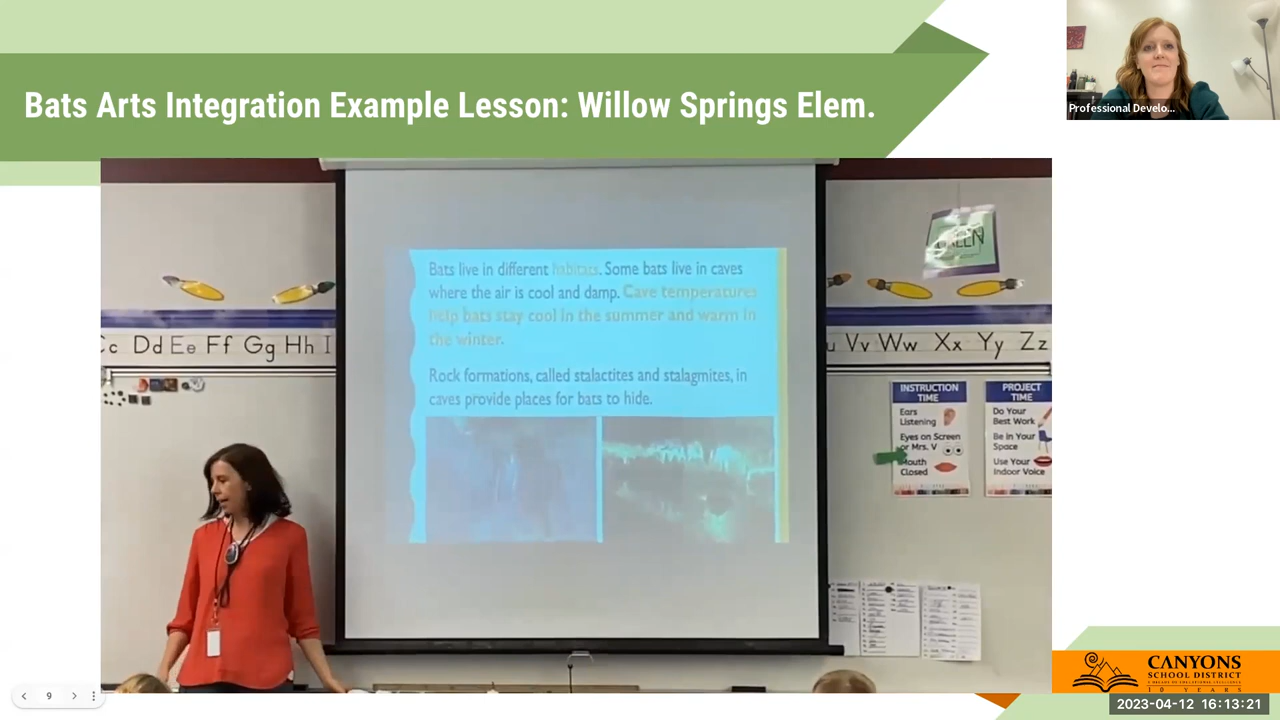 Bats Arts Integration Example Lesson: Willow Springs Elem.
Professional Develo...
GREEN
Bats live in different habitats. Some bats live in caves
where the air is cool and damp. Cave temperatures
help bats stay cool in the summer and warm in
the winter.
Rock formations, called stalactites and stalagmites, in
caves provide places for bats to hide.
Cc Dd Ee Ff Gg Hh I
u Vv Ww Xx Yy Zz
INSTRUCTION
TIME
Ears
Listening
Eyes on Screen
or Mrs. V
Mouth
Closed
PROJECT
TIME
Do Your
Best Work
Be in Your
Space
Use Your
Indoor Voice
9
CANYONS
SCHOOL DISTRICT
10 YEARS
2023-04-12 16:13:21